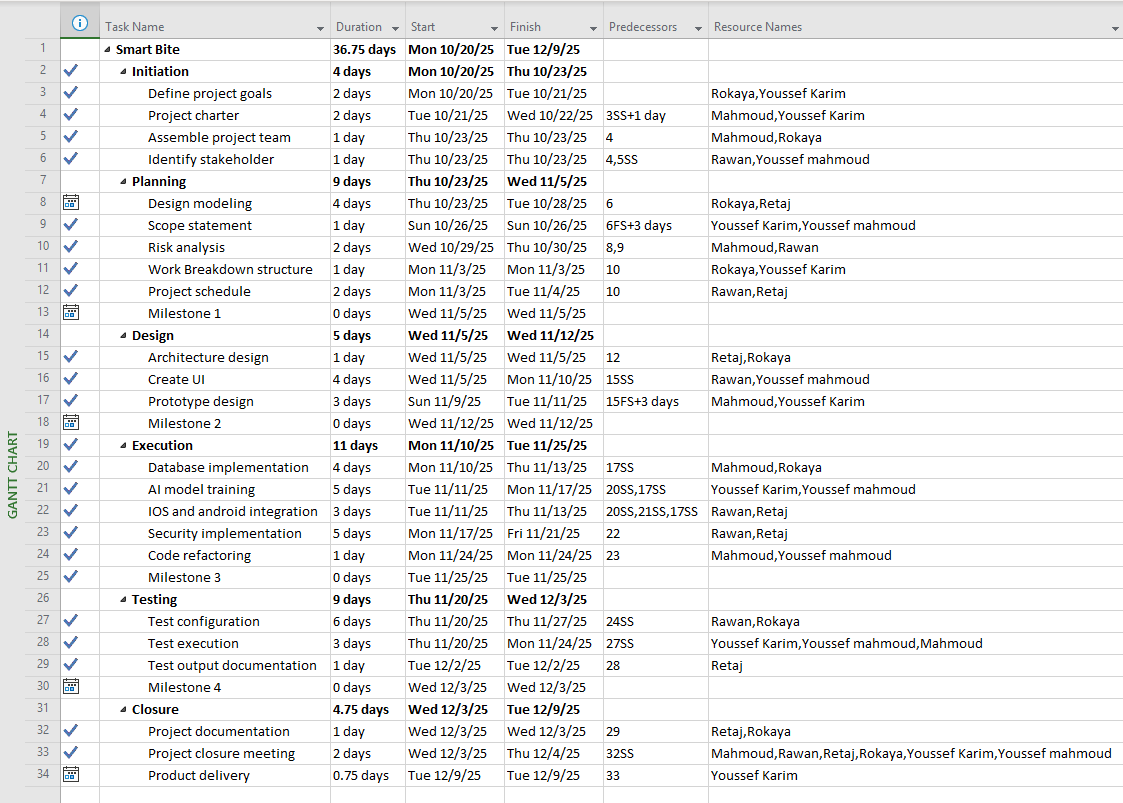 Task Name Duration Start Finish Predecessors Resource Names
1 Smart Bite 36.75 days Mon 10/20/25 Tue 12/9/25
2 Initiation 4 days Mon 10/20/25 Thu 10/23/25
3 Define project goals 2 days Mon 10/20/25 Tue 10/21/25 Rokaya,Youssef Karim
4 Project charter 2 days Tue 10/21/25 Wed 10/22/25 3SS+1 day Mahmoud,Youssef Karim
5 Assemble project team 1 day Thu 10/23/25 Thu 10/23/25 4 Mahmoud,Rokaya
6 Identify stakeholder 1 day Thu 10/23/25 Thu 10/23/25 4,5SS Rawan,Youssef mahmoud
7 Planning 9 days Thu 10/23/25 Wed 11/5/25
8 Design modeling 4 days Thu 10/23/25 Tue 10/28/25 6 Rokaya,Retaj
9 Scope statement 1 day Sun 10/26/25 Sun 10/26/25 6FS+3 days Youssef Karim,Youssef mahmoud
10 Risk analysis 2 days Wed 10/29/25 Thu 10/30/25 8,9 Mahmoud,Rawan
11 Work Breakdown structure 1 day Mon 11/3/25 Mon 11/3/25 10 Rokaya,Youssef Karim
12 Project schedule 2 days Mon 11/3/25 Tue 11/4/25 10 Rawan,Retaj
13 Milestone 1 0 days Wed 11/5/25 Wed 11/5/25
14 Design 5 days Wed 11/5/25 Wed 11/12/25
15 Architecture design 1 day Wed 11/5/25 Wed 11/5/25 12 Retaj,Rokaya
16 Create UI 4 days Wed 11/5/25 Mon 11/10/25 15SS Rawan,Youssef mahmoud
17 Prototype design 3 days Sun 11/9/25 Tue 11/11/25 15FS+3 days Mahmoud,Youssef Karim
18 Milestone 2 0 days Wed 11/12/25 Wed 11/12/25
19 Execution 11 days Mon 11/10/25 Tue 11/25/25
20 Database implementation 4 days Mon 11/10/25 Thu 11/13/25 17SS Mahmoud,Rokaya
21 AI model training 5 days Tue 11/11/25 Mon 11/17/25 20SS,17SS Youssef Karim,Youssef mahmoud
22 IOS and android integration 3 days Tue 11/11/25 Thu 11/13/25 20SS,21SS,17SS Rawan,Retaj
23 Security implementation 5 days Mon 11/17/25 Fri 11/21/25 22 Rawan,Retaj
24 Code refactoring 1 day Mon 11/24/25 Mon 11/24/25 23 Mahmoud,Youssef mahmoud
25 Milestone 3 0 days Tue 11/25/25 Tue 11/25/25
26 Testing 9 days Thu 11/20/25 Wed 12/3/25
27 Test configuration 6 days Thu 11/20/25 Thu 11/27/25 24SS Rawan,Rokaya
28 Test execution 3 days Thu 11/20/25 Mon 11/24/25 27SS Youssef Karim,Youssef mahmoud,Mahmoud
29 Test output documentation 1 day Tue 12/2/25 Tue 12/2/25 28 Retaj
30 Milestone 4 0 days Wed 12/3/25 Wed 12/3/25
31 Closure 4.75 days Wed 12/3/25 Tue 12/9/25
32 Project documentation 1 day Wed 12/3/25 Wed 12/3/25 29 Retaj,Rokaya
33 Project closure meeting 2 days Wed 12/3/25 Thu 12/4/25 32SS Mahmoud,Rawan,Retaj,Rokaya,Youssef Karim,Youssef mahmoud
34 Product delivery 0.75 days Tue 12/9/25 Tue 12/9/25 33 Youssef Karim
GANTT CHART